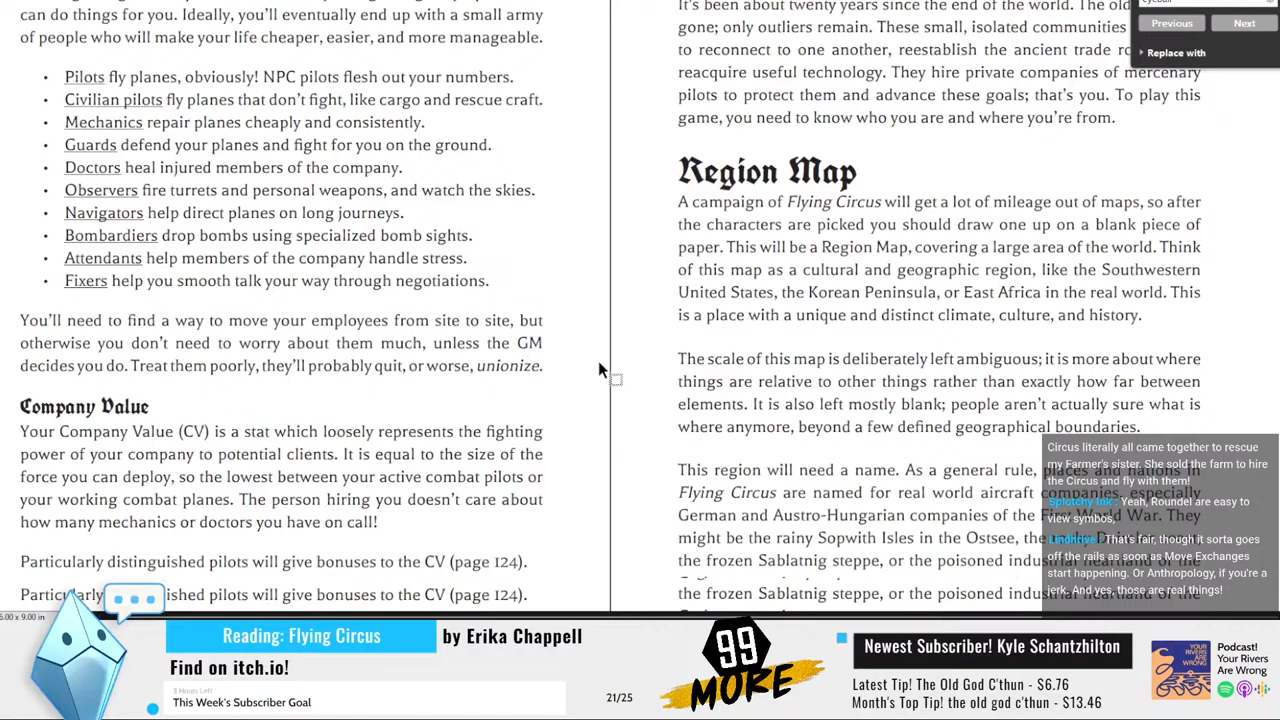 can do things for you. Ideally, you'll eventually end up with a small army
of people who will make your life cheaper, easier, and more manageable.
• Pilots fly planes, obviously! NPC pilots flesh out your numbers.
• Civilian pilots fly planes that don't fight, like cargo and rescue craft.
• Mechanics repair planes cheaply and consistently.
• Guards defend your planes and fight for you on the ground.
• Doctors heal injured members of the company.
• Observers fire turrets and personal weapons, and watch the skies.
• Navigators help direct planes on long journeys.
• Bombardiers drop bombs using specialized bomb sights.
• Attendants help members of the company handle stress.
• Fixers help you smooth talk your way through negotiations.
You'll need to find a way to move your employees from site to site, but
otherwise you don't need to worry about them much, unless the GM
decides you do. Treat them poorly, they'll probably quit, or worse, unionize.
Company Value
Your Company Value (CV) is a stat which loosely represents the fighting
power of your company to potential clients. It is equal to the size of the
force you can deploy, so the lowest between your active combat pilots or
your working combat planes. The person hiring you doesn't care about
how many mechanics or doctors you have on call!
Particularly distinguished pilots will give bonuses to the CV (page 124).
Particularly distinguished pilots will give bonuses to the CV (page 124).
It's been about twenty years since the end of the world. The old
gone; only outliers remain. These small, isolated communities
to reconnect to one another, reestablish the ancient trade
reacquire useful technology. They hire private companies of mercenary
pilots to protect them and advance these goals; that's you. To play this
game, you need to know who you are and where you're from.
Region Map
A campaign of Flying Circus will get a lot of mileage out of maps, so after
the characters are picked you should draw one up on a blank piece of
paper. This will be a Region Map, covering a large area of the world. Think
of this map as a cultural and geographic region, like the Southwestern
United States, the Korean Peninsula, or East Africa in the real world. This
is a place with a unique and distinct climate, culture, and history.
The scale of this map is deliberately left ambiguous; it is more about where
things are relative to other things rather than exactly how far between
elements. It is also left mostly blank; people aren't actually sure what is
where anymore, beyond a few defined geographical boundaries.
This region will need a name. As a general rule, places and nations in
Flying Circus are named for real world aircraft companies, especially
German and Austro-Hungarian companies of the First World War. They
might be the rainy Sopwith Isles in the Ostsee, the
the frozen Sablatnig steppe, or the poisoned industrial heartland of the
the frozen Sablatnig steppe, or the poisoned industrial heartland of the
Previous Next
Replace with
Circus literally all came together to rescue
my Farmer's sister. She sold the farm to hire
the Circus and fly with them!
Splotchy Ink: Yeah, Roundel are easy to
view symbols,
Lindhrive: That's fair, though it sorta goes
off the rails as soon as Move Exchanges
start happening. Or Anthropology, if you're a
jerk. And yes, those are real things!
6.00 x 9.00 in
Reading: Flying Circus by Erika Chappell
Find on itch.io!
3 Hours Left
This Week's Subscriber Goal
21/25
99
MORE
Newest Subscriber! Kyle Schantzhilton
Latest Tip! The Old God C'thun - $6.76
Month's Top Tip! the old god c'thun - $13.46
YOUR
RIVERS
ARE
WRONG
Podcast!
Your Rivers
Are Wrong